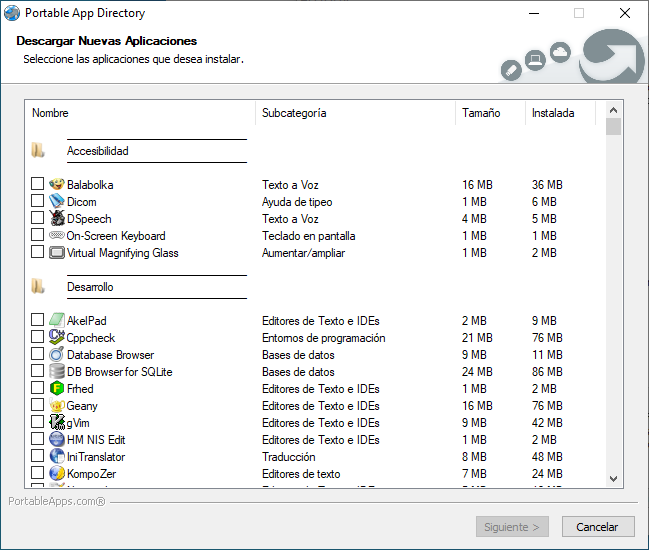 Portable App Directory
Descargar Nuevas Aplicaciones
Seleccione las aplicaciones que desea instalar.
Nombre Subcategoría Tamaño Instalada
Accesibilidad
Balabolka Texto a Voz 16 MB 36 MB
Dicom Ayuda de tipeo 1 MB 6 MB
DSpeech Texto a Voz 4 MB 5 MB
On-Screen Keyboard Teclado en pantalla 1 MB 2 MB
Virtual Magnifying Glass Aumentar/ampliar 1 MB 2 MB
Desarrollo
AkelPad Editores de Texto e IDEs 2 MB 9 MB
Cppcheck Entornos de programación 21 MB 76 MB
Database Browser Bases de datos 9 MB 11 MB
DB Browser for SQLite Bases de datos 24 MB 86 MB
Frhed Editores de Texto e IDEs 1 MB 2 MB
Geany Editores de Texto e IDEs 16 MB 76 MB
gVim Editores de Texto e IDEs 9 MB 42 MB
HM NIS Edit Editores de Texto e IDEs 1 MB 2 MB
IniTranslator Traducción 8 MB 48 MB
KompoZer Editores de texto 7 MB 24 MB
Editores de Texto e IDEs
PortableApps.com®
Siguiente > Cancelar